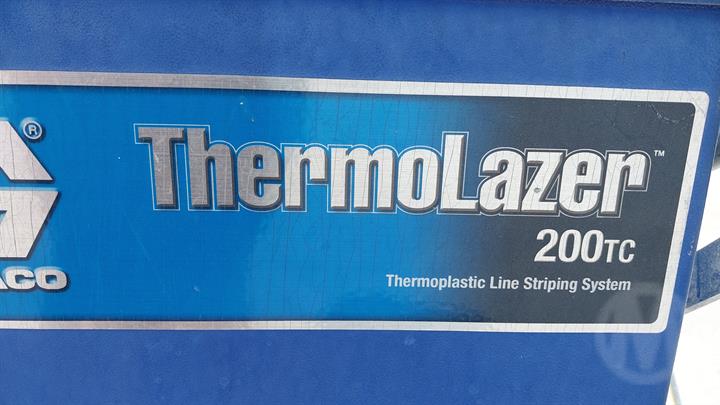 ThermoLazer™
200TC
Thermoplastic Line Striping System
®
ACO